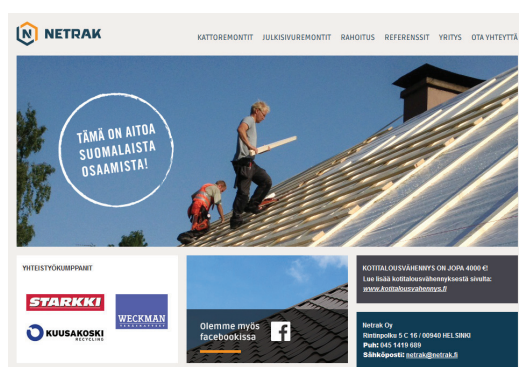 NETRAK
KATTOREMONTIT JULKISIVUREMONTIT RAHOITUS REFERENSSIT YRITYS OTA YHTEYTTÄ
TÄMÄ ON AITOA
SUOMALAISTA
OSAAMISTA!
YHTEISTYÖKUMPPANIT
STARKKI
WECKMAN
KUUSAKOSKI
RECYCLING
Olemme myös
facebookissa
KOTITALOUSVÄHENNYS ON JOPA 4000 €!
Lue lisää kotitalousvähennyksestä sivulta:
www.kotitalousvahennys.fi
Netrak Oy
Rintinpolku 5 C 16 / 00940 HELSINKI
Puh: 045 1419 689
Sähköposti: netrak@netrak.fi